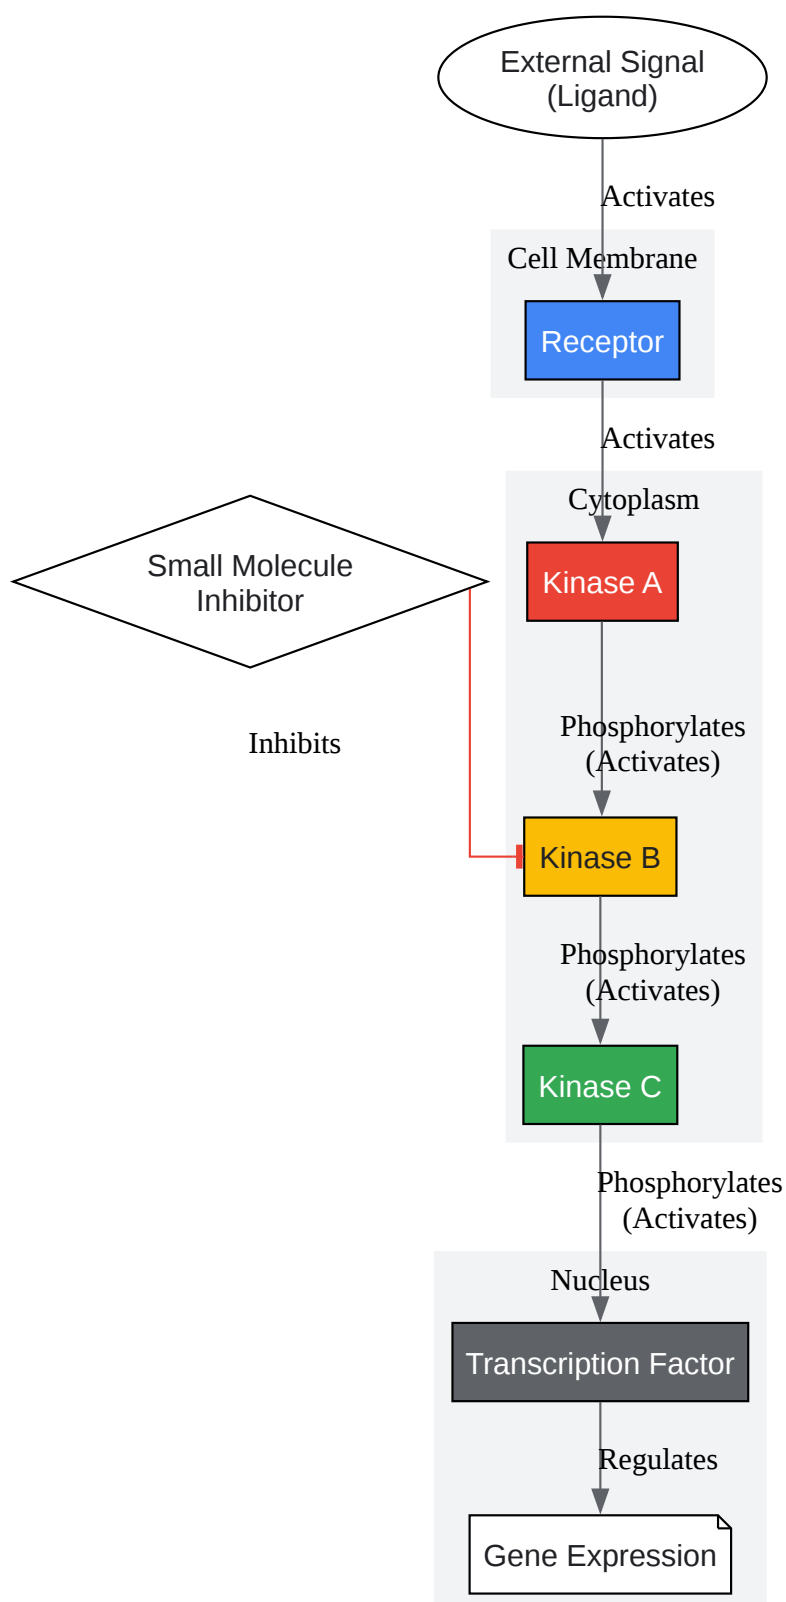 External Signal
(Ligand)
Activates
Cell Membrane
Receptor
Activates
Cytoplasm
Small Molecule
Inhibitor
Kinase A
Phosphorylates
(Activates)
Inhibits
Kinase B
Phosphorylates
(Activates)
Kinase C
Phosphorylates
(Activates)
Nucleus
Transcription Factor
Regulates
Gene Expression